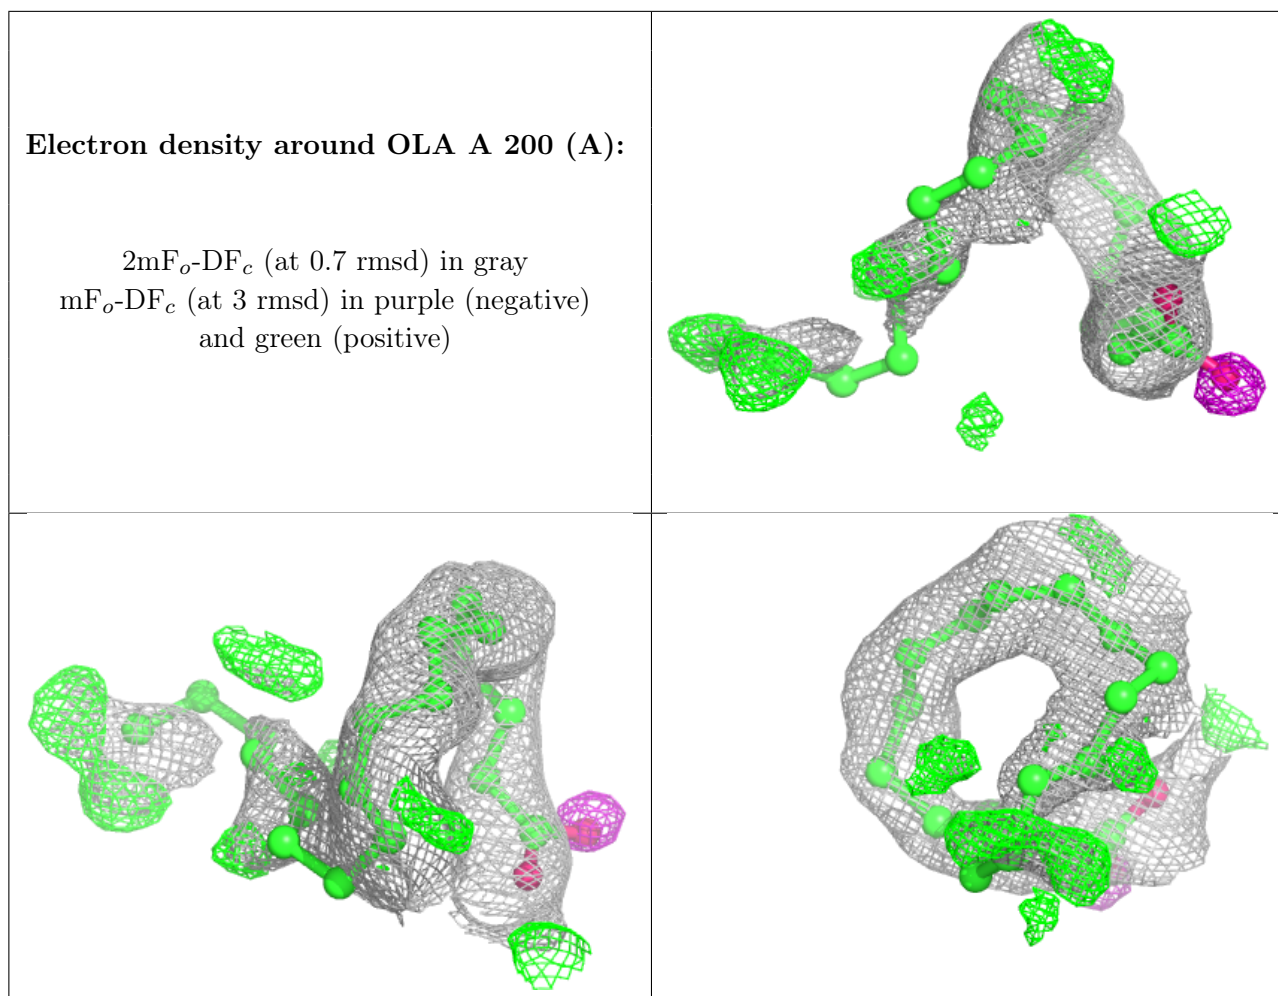 Electron density around OLA A 200 (A):
2mFo-DFc (at 0.7 rmsd) in gray
mFo-DFc (at 3 rmsd) in purple (negative)
and green (positive)